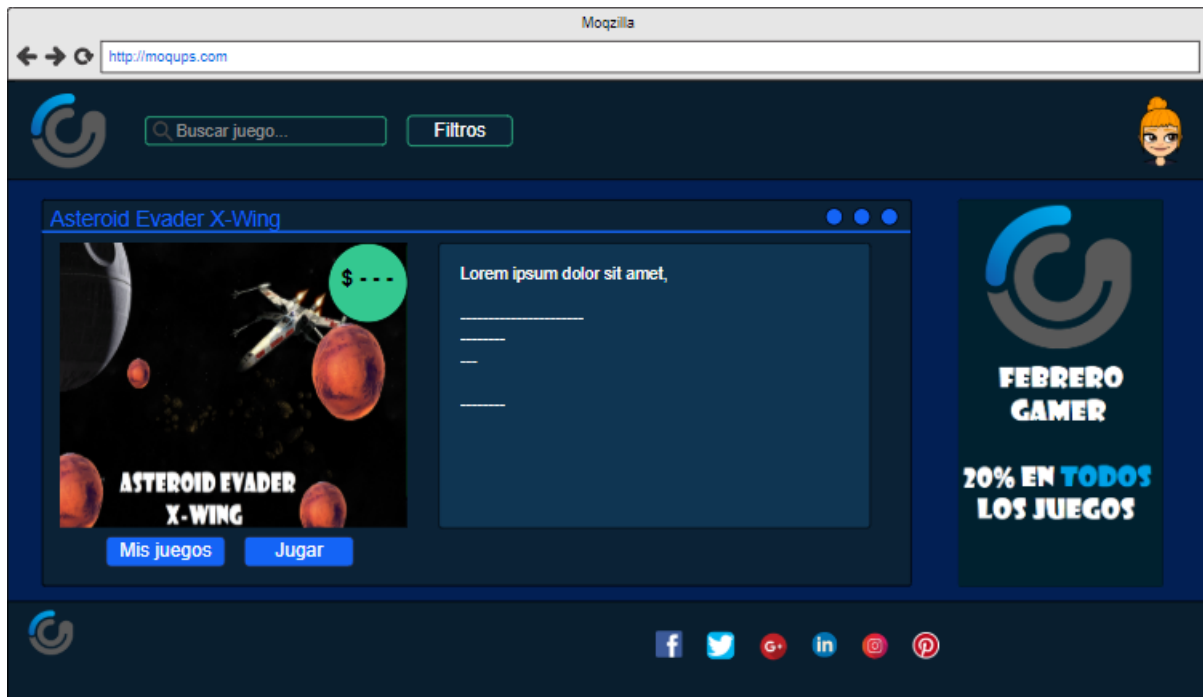 Moqzilla
http://moqups.com
Buscar juego...
Filtros
Asteroid Evader X-Wing
$ - - -
ASTEROID EVADER
X-WING
Mis juegos
Jugar
Lorem ipsum dolor sit amet,
FEBRERO
GAMER
20% EN TODOS
LOS JUEGOS